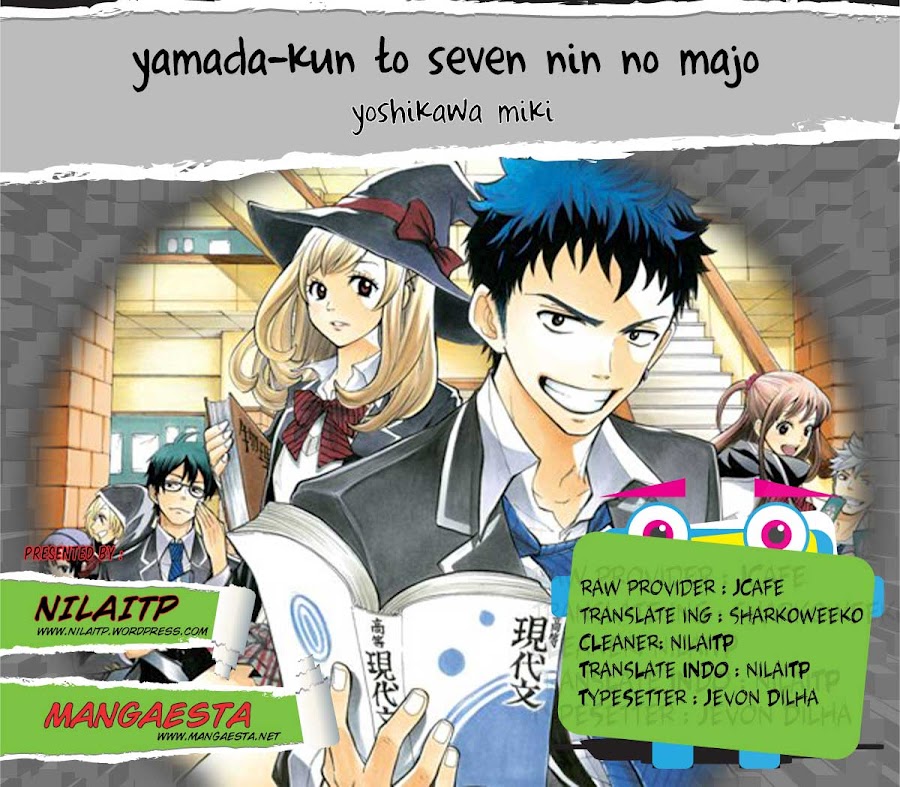 yamada-kun to seven nin no majo
yoshikawa miki
PRESENTED BY :
NILAITP
WWW.NILAITP.WORDPRESS.COM
MANGAESTA
WWW.MANGAESTA.NET
RAW PROVIDER : JCAFE
TRANSLATE ING : SHARKOWEEKO
CLEANER: NILAITP
TRANSLATE INDO : NILAITP
TYPESETTER : JEVON DILHA
高等
現代文
高等
現代文